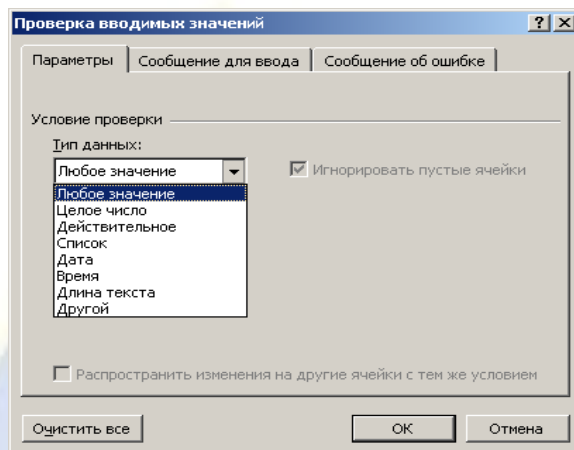 Проверка вводимых значений
Параметры Сообщение для ввода Сообщение об ошибке
Условие проверки
Тип данных:
Любое значение Игнорировать пустые ячейки
Любое значение
Целое число
Действительное
Список
Дата
Время
Длина текста
Другой
Распространить изменения на другие ячейки с тем же условием
Очистить все ОК Отмена